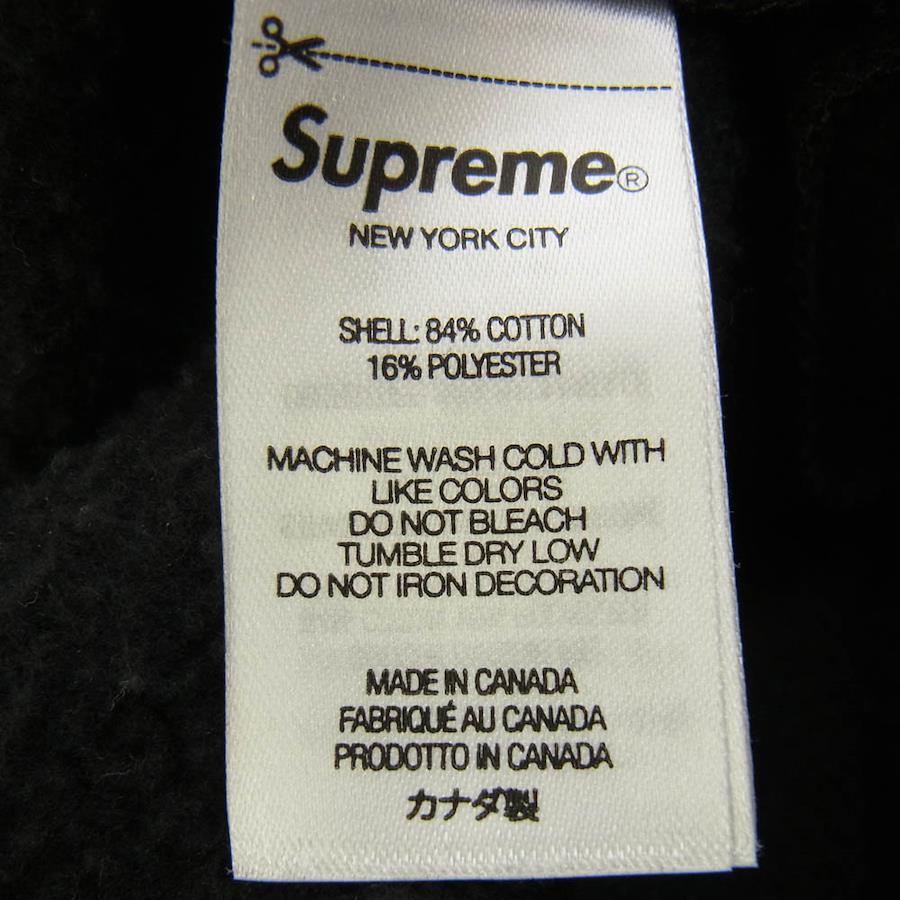 Supreme®
NEW YORK CITY
SHELL: 84% COTTON
16% POLYESTER
MACHINE WASH COLD WITH
LIKE COLORS
DO NOT BLEACH
TUMBLE DRY LOW
DO NOT IRON DECORATION
MADE IN CANADA
FABRIQUÉ AU CANADA
PRODOTTO IN CANADA
カナダ製